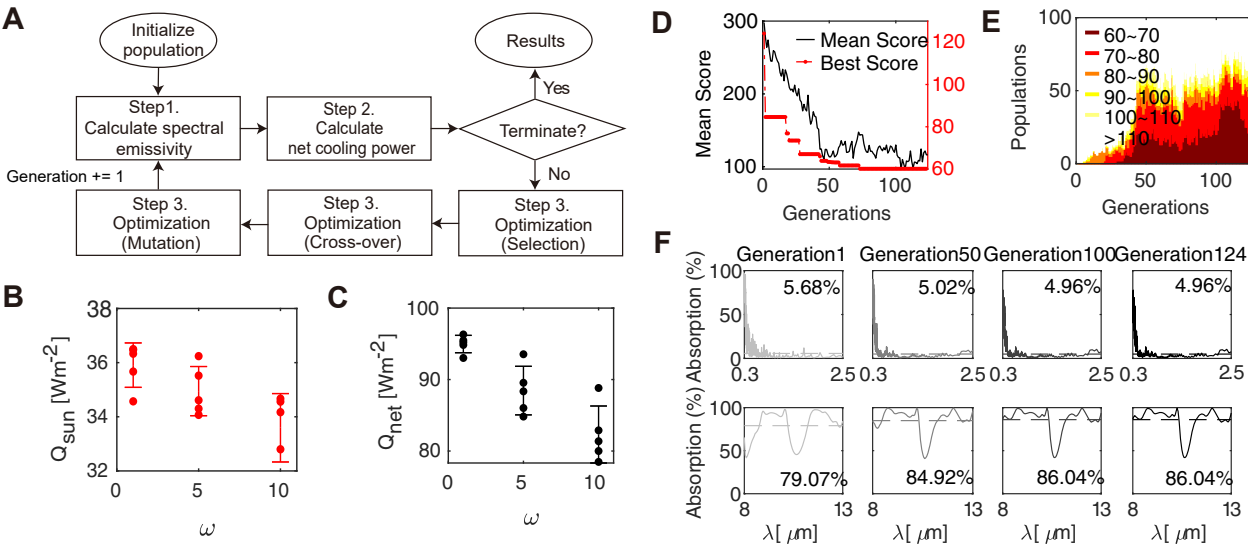 A
Initialize
population
Results
Yes
Step1.
Calculate spectral
emissivity
Step 2.
Calculate
net cooling power
Terminate?
Generation += 1
No
Step 3.
Optimization
(Mutation)
Step 3.
Optimization
(Cross-over)
Step 3.
Optimization
(Selection)
B
38
36
34
32
Qsun [Wm-2]
0
5
10
ω
C
100
90
80
Qnet [Wm-2]
0
5
10
ω
D
300
200
100
Mean Score
Mean Score
Best Score
120
100
80
60
0
50
100
Generations
E
100
50
0
Populations
60~70
70~80
80~90
90~100
100~110
>110
0
50
100
Generations
F
Generation1
Generation50
Generation100
Generation124
Absorption (%)
100
50
0
5.68%
5.02%
4.96%
4.96%
0.3
2.5
0.3
2.5
0.3
2.5
0.3
2.5
Absorption (%)
100
50
0
79.07%
84.92%
86.04%
86.04%
8
13
8
13
8
13
8
13
λ[ μm]
λ[ μm]
λ[ μm]
λ[ μm]